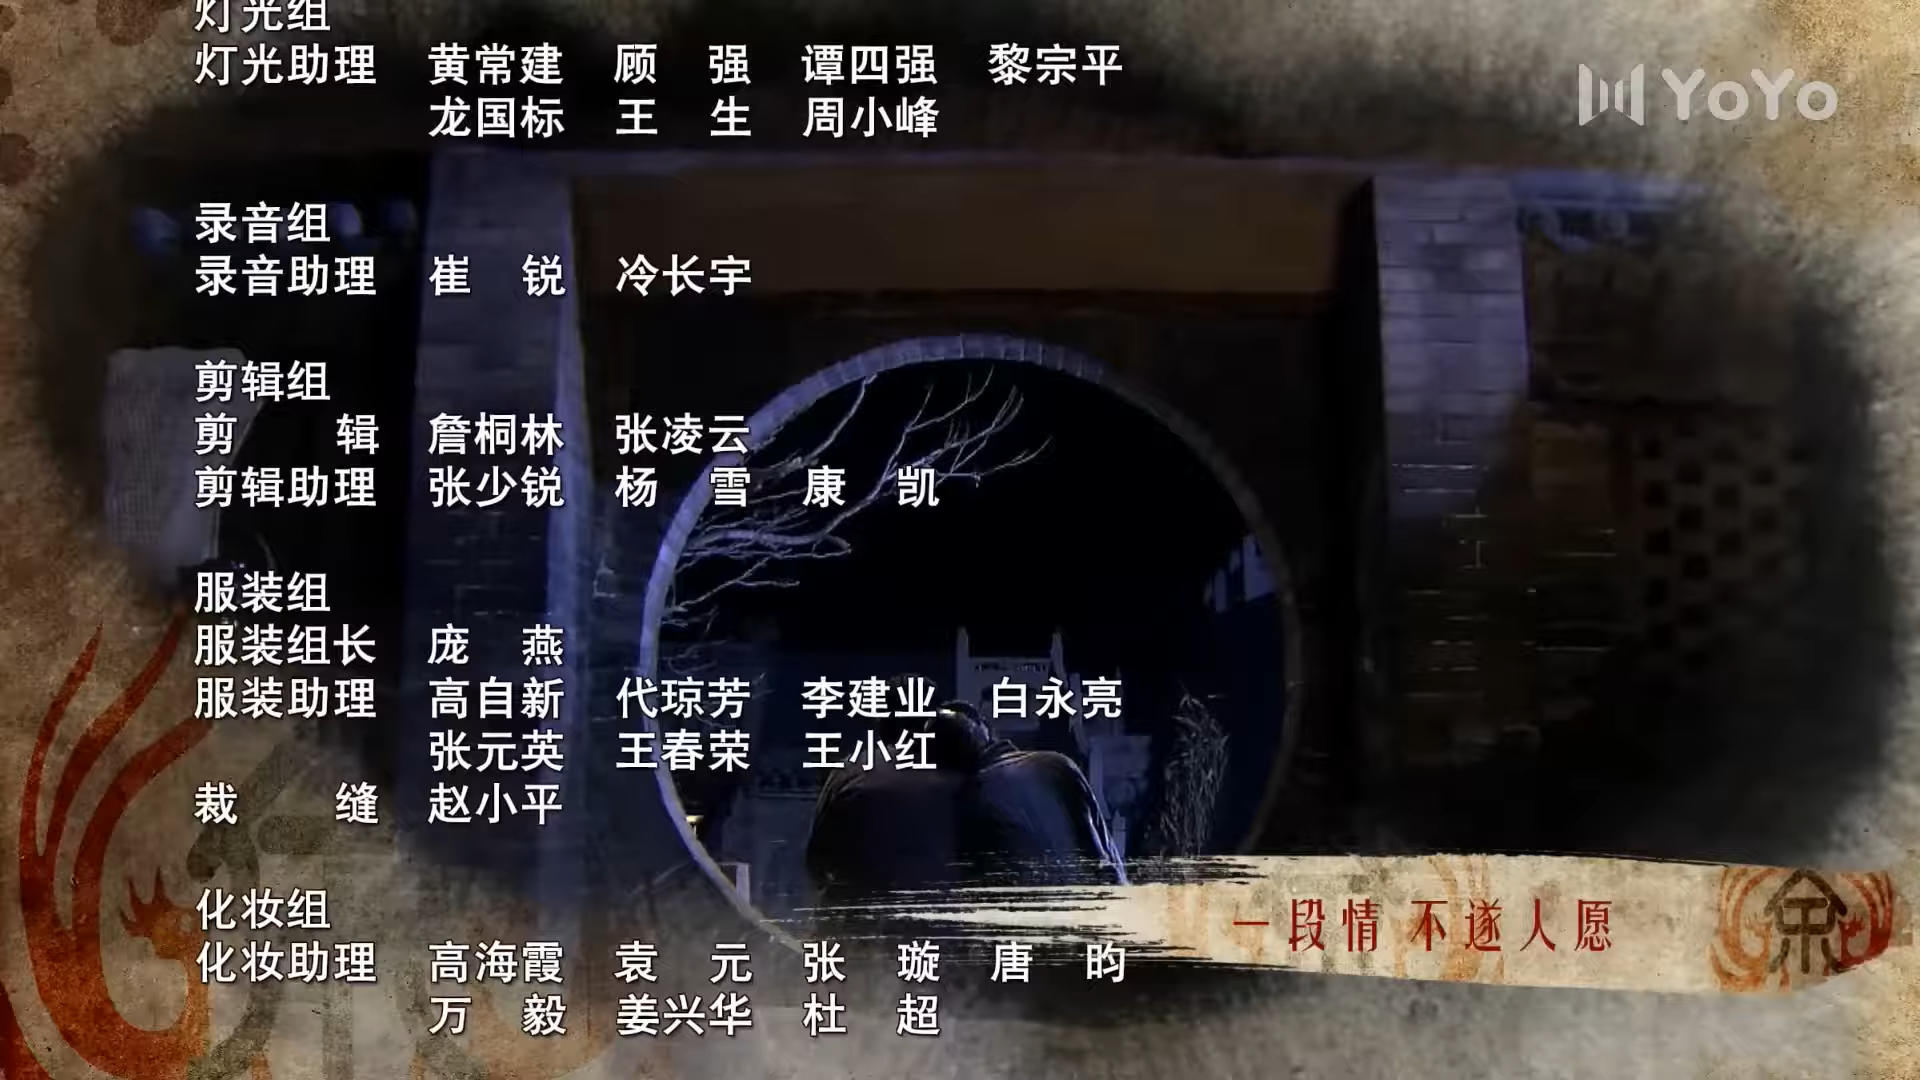 灯光组
灯光助理 黄常建 顾 强 谭四强 黎宗平
龙国标 王 生 周小峰
录音组
录音助理 崔 锐 冷长宇
剪辑组
剪 辑 詹桐林 张凌云
剪辑助理 张少锐 杨 雪 康 凯
服装组
服装组长 庞 燕
服装助理 高自新 代琼芳 李建业 白永亮
张元英 王春荣 王小红
裁 缝 赵小平
化妆组
化妆助理 高海霞 袁 元 张 璇 唐 昀
万 毅 姜兴华 杜 超
YoYo
一段情 不遂人愿
余